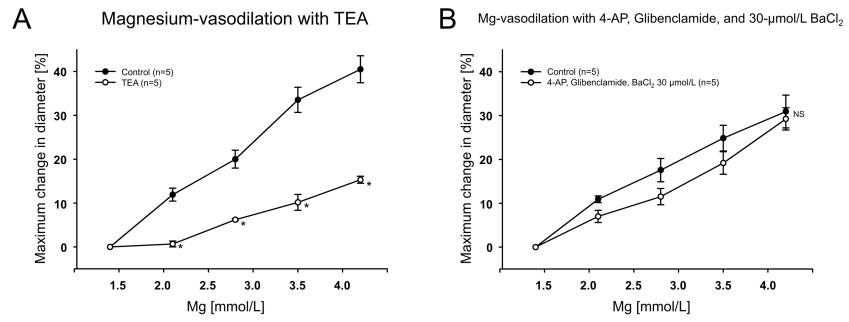 A
Magnesium-vasodilation with TEA
Maximum change in diameter [%]
40
30
20
10
0
Control (n=5)
TEA (n=5)
*
*
*
*
1.5 2.0 2.5 3.0 3.5 4.0
Mg [mmol/L]
B
Mg-vasodilation with 4-AP, Glibenclamide, and 30-μmol/L BaCl₂
Maximum change in diameter [%]
40
30
20
10
0
Control (n=5)
4-AP, Glibenclamide, BaCl₂ 30 μmol/L (n=5)
NS
1.5 2.0 2.5 3.0 3.5 4.0
Mg [mmol/L]